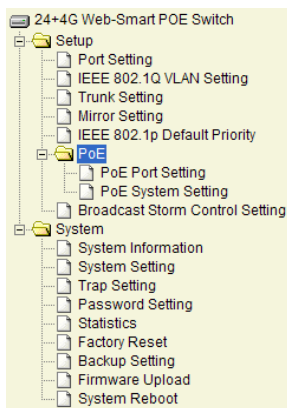 24+4G Web-Smart POE Switch
Setup
Port Setting
IEEE 802.1Q VLAN Setting
Trunk Setting
Mirror Setting
IEEE 802.1p Default Priority
PoE
PoE Port Setting
PoE System Setting
Broadcast Storm Control Setting
System
System Information
System Setting
Trap Setting
Password Setting
Statistics
Factory Reset
Backup Setting
Firmware Upload
System Reboot